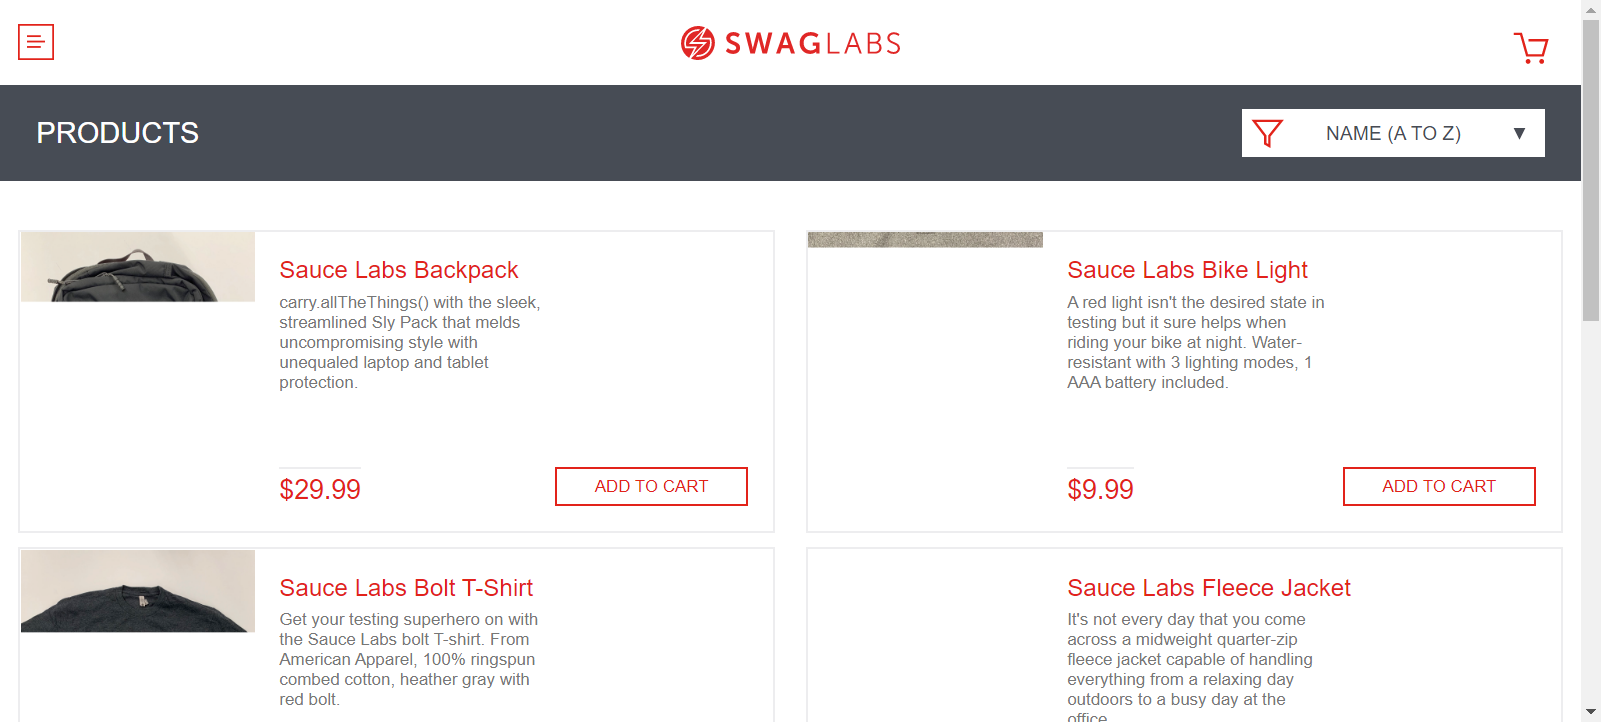 SWAGLABS
PRODUCTS
NAME (A TO Z)
Sauce Labs Backpack
carry.allTheThings() with the sleek,
streamlined Sly Pack that melds
uncompromising style with
unequaled laptop and tablet
protection.
$29.99
ADD TO CART
Sauce Labs Bike Light
A red light isn't the desired state in
testing but it sure helps when
riding your bike at night. Water-
resistant with 3 lighting modes, 1
AAA battery included.
$9.99
ADD TO CART
Sauce Labs Bolt T-Shirt
Get your testing superhero on with
the Sauce Labs bolt T-shirt. From
American Apparel, 100% ringspun
combed cotton, heather gray with
red bolt.
Sauce Labs Fleece Jacket
It's not every day that you come
across a midweight quarter-zip
fleece jacket capable of handling
everything from a relaxing day
outdoors to a busy day at the
office.